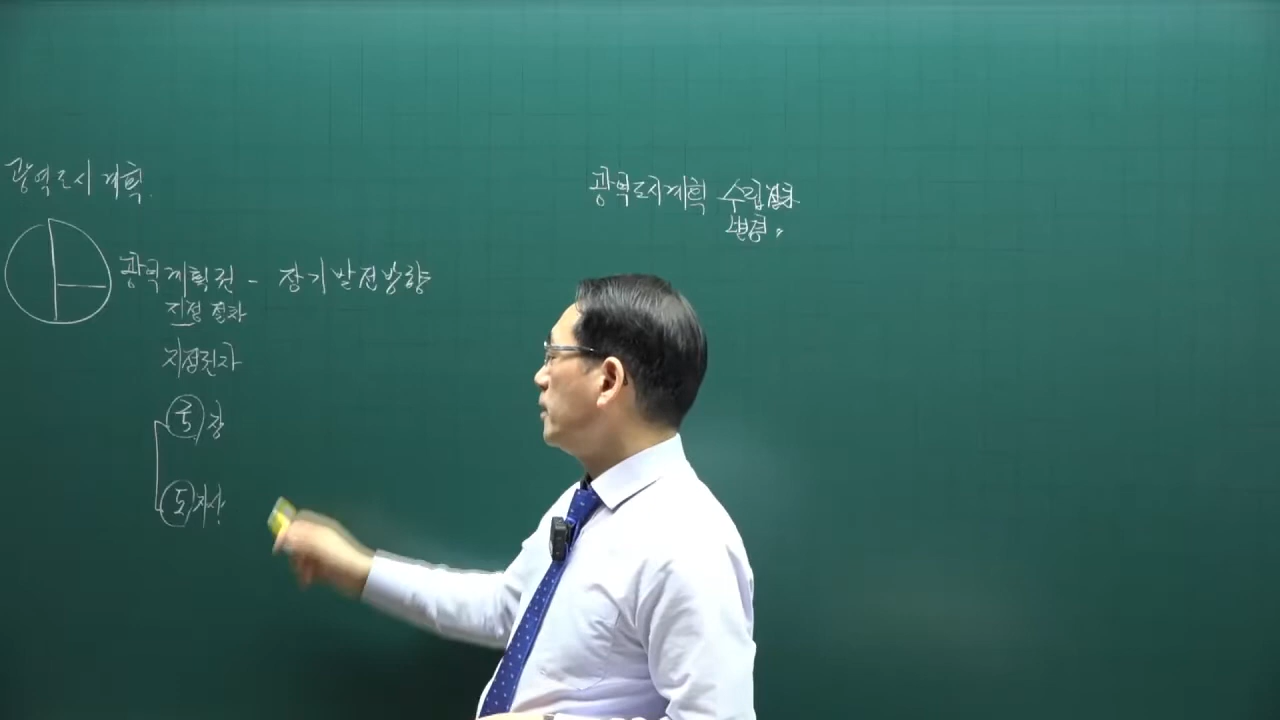 광역도시계획
광역계획권 - 장기발전방향
지정 절차
지정권자
국장
도지사
광역도시계획 수립절차
변경